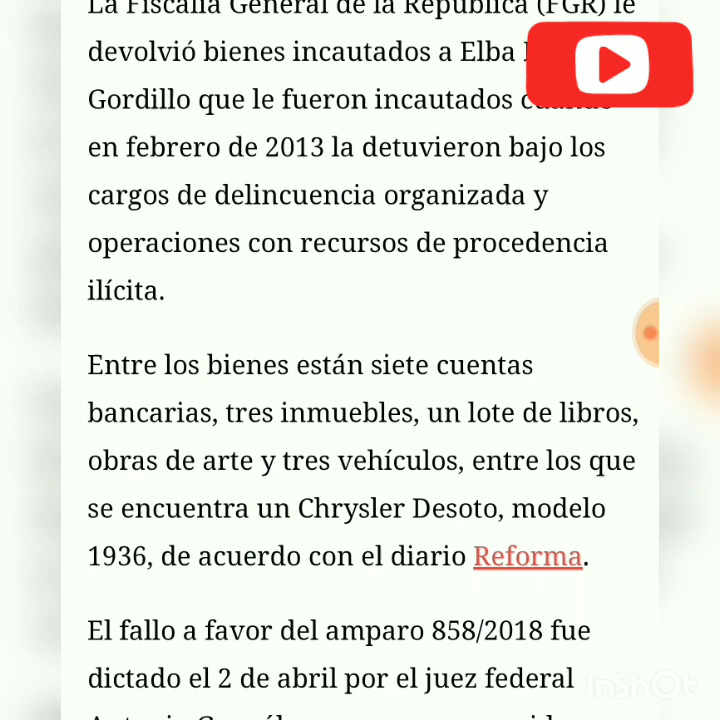 La Fiscalía General de la República (FGR) le
devolvió bienes incautados a Elba
Gordillo que le fueron incautados cuando
en febrero de 2013 la detuvieron bajo los
cargos de delincuencia organizada y
operaciones con recursos de procedencia
ilícita.
Entre los bienes están siete cuentas
bancarias, tres inmuebles, un lote de libros,
obras de arte y tres vehículos, entre los que
se encuentra un Chrysler Desoto, modelo
1936, de acuerdo con el diario Reforma.
El fallo a favor del amparo 858/2018 fue
dictado el 2 de abril por el juez federal
InShOt